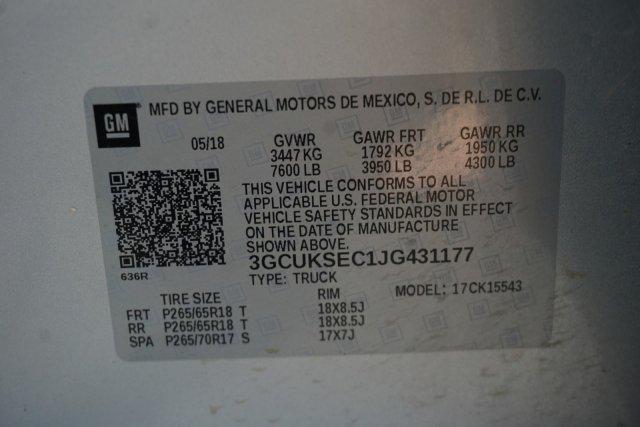 GM MFD BY GENERAL MOTORS DE MEXICO, S. DE R.L. DE C.V.
05/18 GVWR GAWR FRT GAWR RR
3447 KG 1792 KG 1950 KG
7600 LB 3950 LB 4300 LB
THIS VEHICLE CONFORMS TO ALL
APPLICABLE U.S. FEDERAL MOTOR
VEHICLE SAFETY STANDARDS IN EFFECT
ON THE DATE OF MANUFACTURE
SHOWN ABOVE.
636R 3GCUKSEC1JG431177
TYPE: TRUCK
TIRE SIZE RIM MODEL: 17CK15543
FRT P265/65R18 T 18X8.5J
RR P265/65R18 T 18X8.5J
SPA P265/70R17 S 17X7J